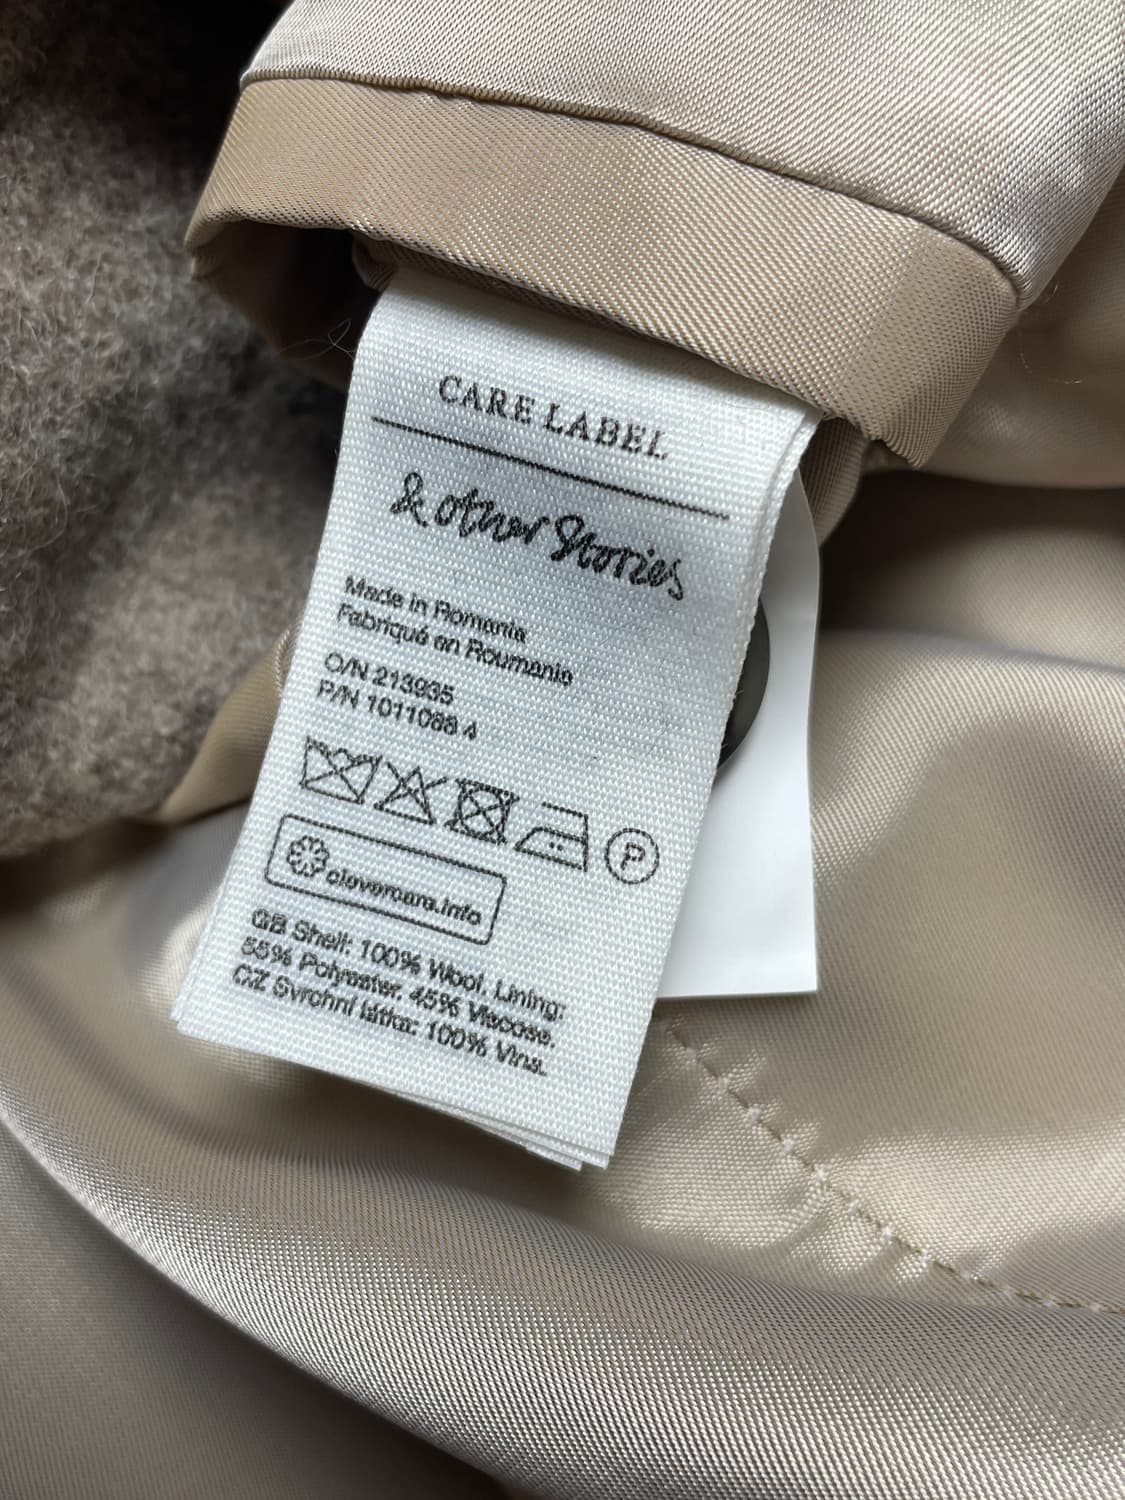 CARE LABEL
& other Stories
Made in Romania
Fabriqué en Roumanie
O/N 213935
P/N 1011088 4
P
clevercare.info
GB Shell: 100% Wool. Lining:
55% Polyester. 45% Viscose.
CZ Svrchní látka: 100% Vlna.